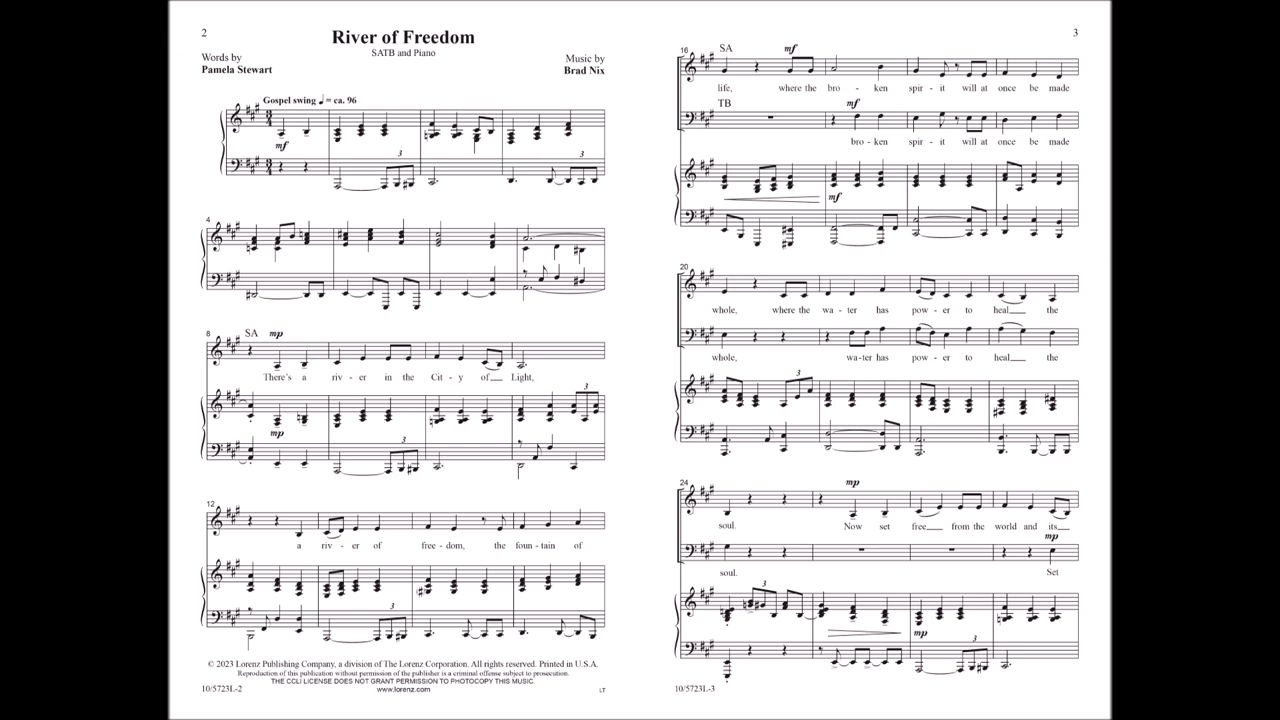 2
River of Freedom
SATB and Piano
Words by
Pamela Stewart
Music by
Brad Nix
Gospel swing ♩ = ca. 96
mf
3
3
4
8 SA mp
There's a riv - er in the Cit - y of Light,
3
mp
3
12
a riv - er of free - dom, the foun - tain of
3
© 2023 Lorenz Publishing Company, a division of The Lorenz Corporation. All rights reserved. Printed in U.S.A.
Reproduction of this publication without permission of the publisher is a criminal offense subject to prosecution.
THE CCLI LICENSE DOES NOT GRANT PERMISSION TO PHOTOCOPY THIS MUSIC.
www.lorenz.com
10/5723L-2
LT
3
16 SA mf
life, where the bro - ken spir - it will at once be made
TB mf
bro - ken spir - it will at once be made
mf
20
whole, where the wa - ter has pow - er to heal the
whole, wa - ter has pow - er to heal the
3
24 mp
soul. Now set free from the world and its
mp
soul. Set
3
mp
3
10/5723L-3